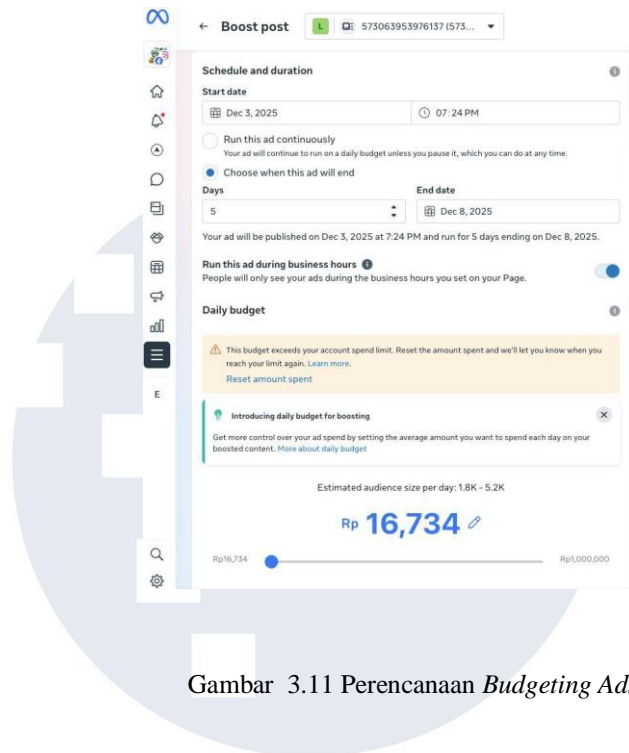 ← Boost post L 573063953976137 (573...
Schedule and duration
Start date
Dec 3, 2025 07:24 PM
Run this ad continuously
Your ad will continue to run on a daily budget unless you pause it, which you can do at any time.
Choose when this ad will end
Days End date
5 Dec 8, 2025
Your ad will be published on Dec 3, 2025 at 7:24 PM and run for 5 days ending on Dec 8, 2025.
Run this ad during business hours
People will only see your ads during the business hours you set on your Page.
Daily budget
This budget exceeds your account spend limit. Reset the amount spent and we'll let you know when you
reach your limit again. Learn more.
Reset amount spent
E
Introducing daily budget for boosting
Get more control over your ad spend by setting the average amount you want to spend each day on your
boosted content. More about daily budget
Estimated audience size per day: 1.8K - 5.2K
Rp 16,734
Rp16,734 Rp1,000,000
Gambar 3.11 Perencanaan Budgeting Ad